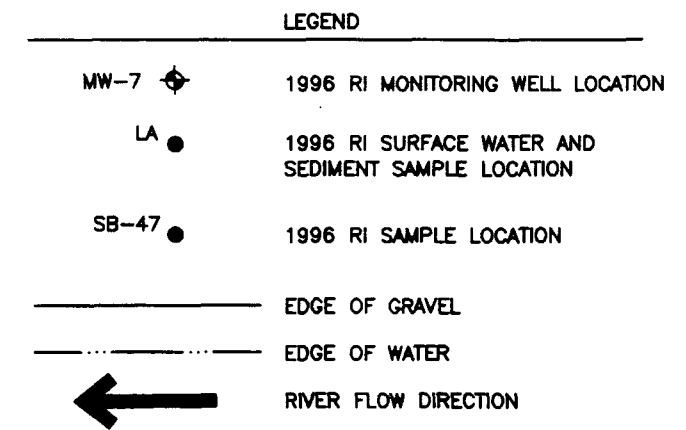 LEGEND
MW-7 1996 RI MONITORING WELL LOCATION
LA 1996 RI SURFACE WATER AND
SEDIMENT SAMPLE LOCATION
SB-47 1996 RI SAMPLE LOCATION
EDGE OF GRAVEL
EDGE OF WATER
RIVER FLOW DIRECTION